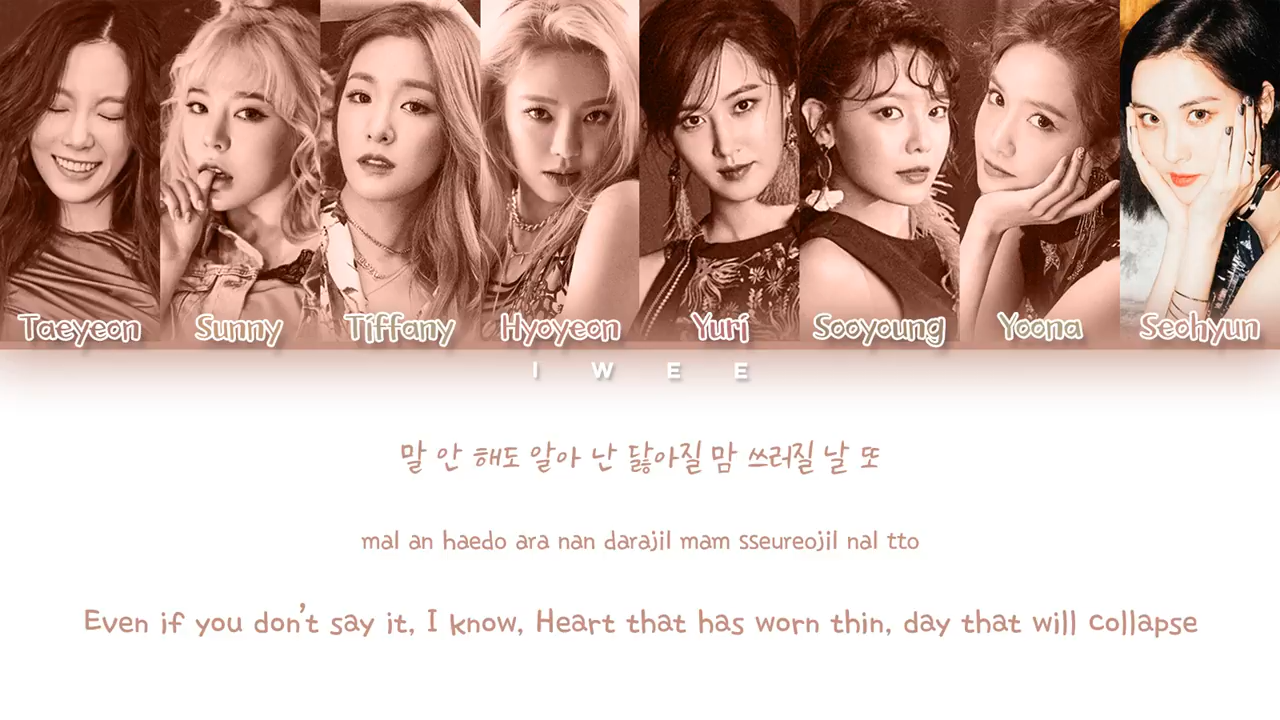 Taeyeon Sunny Tiffany Hyoyeon Yuri Sooyoung Yoona Seohyun
I W E E
말 안 해도 알아 난 닳아질 맘 쓰러질 날 또
mal an haedo ara nan darajil mam sseureojil nal tto
Even if you don't say it, I know, Heart that has worn thin, day that will collapse